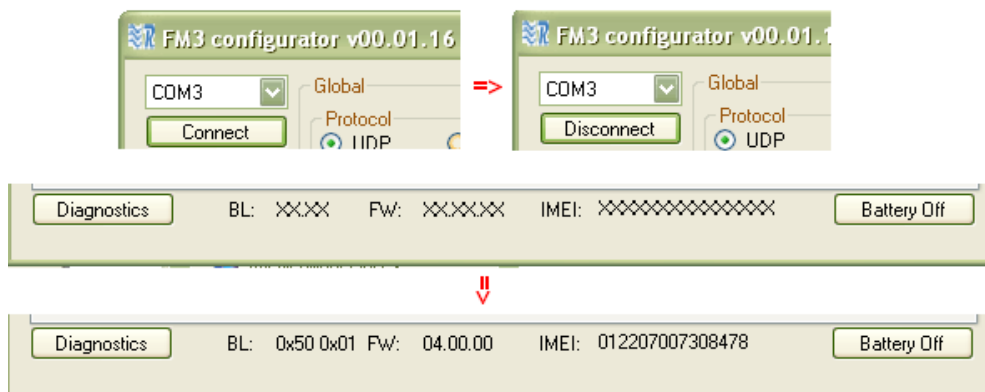 FM3 configurator v00.01.16
COM3
Global
Protocol
Connect
UDP
=>
FM3 configurator v00.01.1
COM3
Global
Protocol
Disconnect
UDP
Diagnostics BL: XX.XX FW: XX.XX.XX IMEI: XXXXXXXXXXXXXX Battery Off
=>
Diagnostics BL: 0x50 0x01 FW: 04.00.00 IMEI: 012207007308478 Battery Off